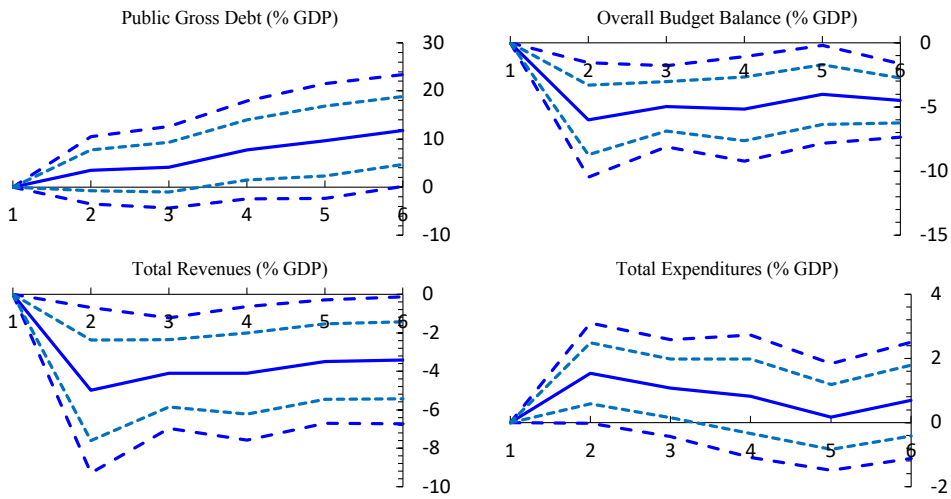 Public Gross Debt (% GDP)
30
20
10
0
-10
1 2 3 4 5 6
Overall Budget Balance (% GDP)
0
-5
-10
-15
1 2 3 4 5 6
Total Revenues (% GDP)
0
-2
-4
-6
-8
-10
1 2 3 4 5 6
Total Expenditures (% GDP)
4
2
0
-2
1 2 3 4 5 6